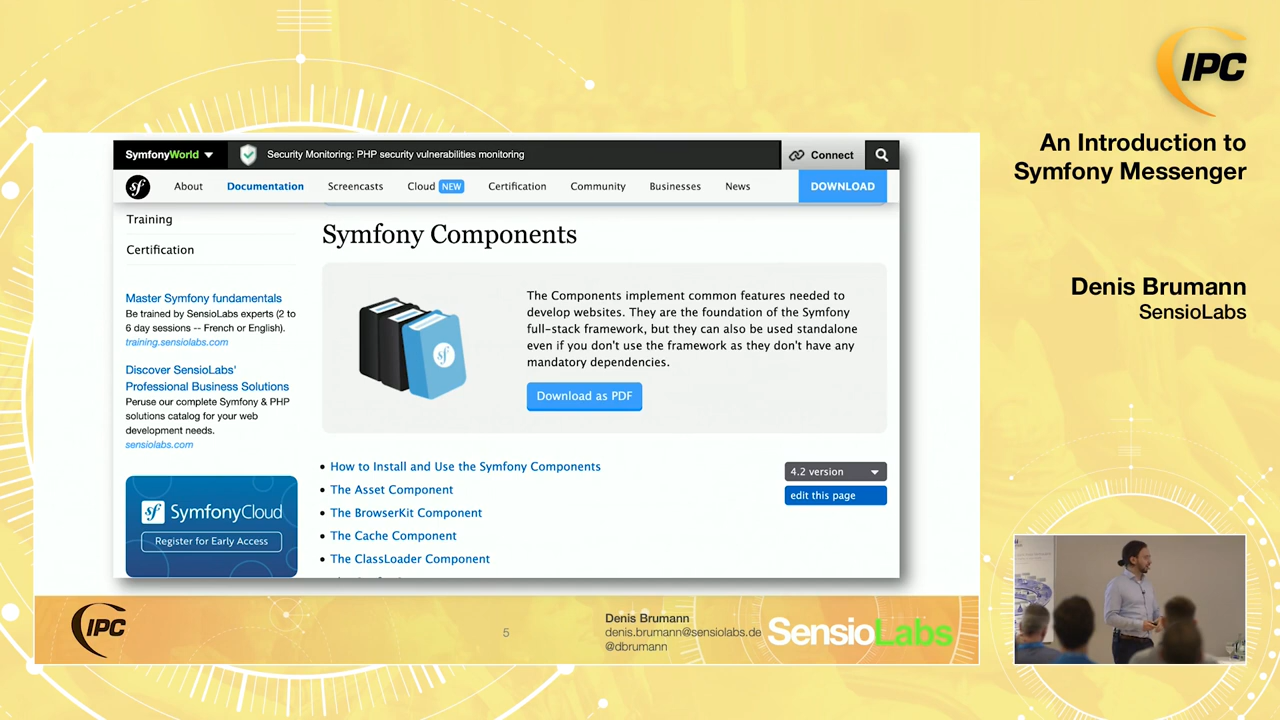 IPC
An Introduction to
Symfony Messenger
Denis Brumann
SensioLabs
SymfonyWorld
Security Monitoring: PHP security vulnerabilities monitoring
Connect
sf
About
Documentation
Screencasts
Cloud NEW
Certification
Community
Businesses
News
DOWNLOAD
Training
Certification
Master Symfony fundamentals
Be trained by SensioLabs experts (2 to
6 day sessions -- French or English).
training.sensiolabs.com
Discover SensioLabs'
Professional Business Solutions
Peruse our complete Symfony & PHP
solutions catalog for your web
development needs.
sensiolabs.com
sf SymfonyCloud
Register for Early Access
Symfony Components
sf
The Components implement common features needed to
develop websites. They are the foundation of the Symfony
full-stack framework, but they can also be used standalone
even if you don't use the framework as they don't have any
mandatory dependencies.
Download as PDF
• How to Install and Use the Symfony Components
• The Asset Component
• The BrowserKit Component
• The Cache Component
• The ClassLoader Component
4.2 version
edit this page
IPC
5
Denis Brumann
denis.brumann@sensiolabs.de
@dbrumann
SensioLabs